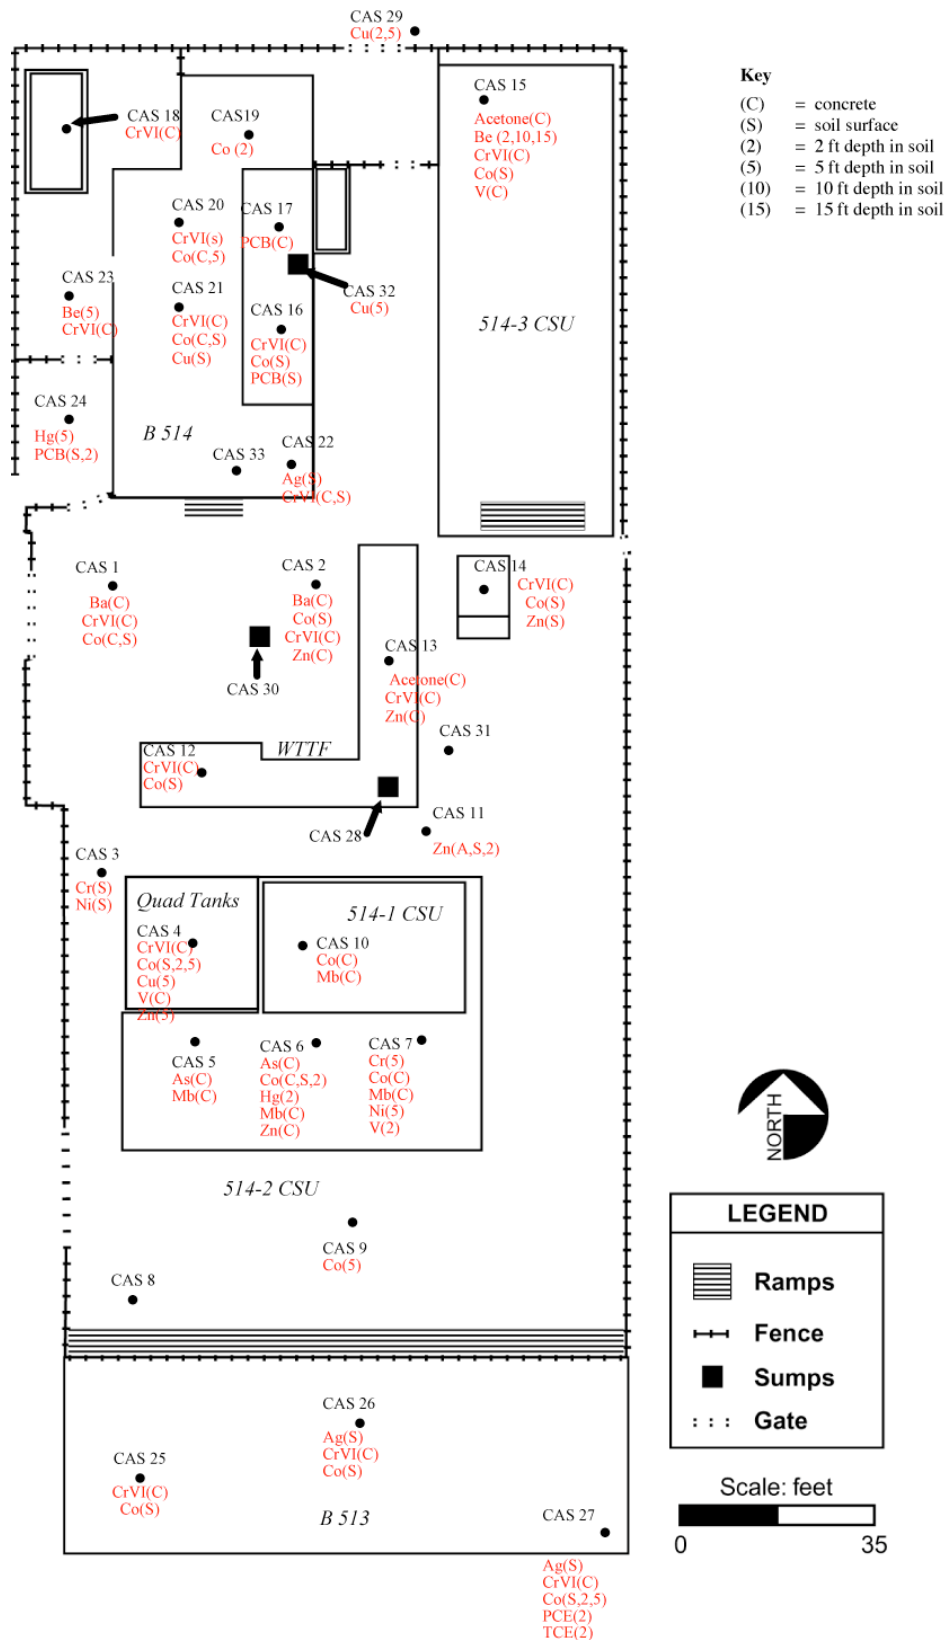 CAS 29
Cu(2,5)
CAS 18
CrVI(C)
CAS19
Co (2)
CAS 15
Acetone(C)
Be (2,10,15)
CrVI(C)
Co(S)
V(C)
Key
(C) = concrete
(S) = soil surface
(2) = 2 ft depth in soil
(5) = 5 ft depth in soil
(10) = 10 ft depth in soil
(15) = 15 ft depth in soil
CAS 20
CrVI(s)
Co(C,5)
CAS 17
PCB(C)
CAS 23
Be(5)
CrVI(C)
CAS 21
CrVI(C)
Co(C,S)
Cu(S)
CAS 32
Cu(5)
CAS 16
CrVI(C)
Co(S)
PCB(S)
514-3 CSU
CAS 24
Hg(5)
PCB(S,2)
B 514
CAS 33
CAS 22
Ag(S)
CrVI(C,S)
CAS 1
Ba(C)
CrVI(C)
Co(C,S)
CAS 2
Ba(C)
Co(S)
CrVI(C)
Zn(C)
CAS 14
CrVI(C)
Co(S)
Zn(S)
CAS 13
Acetone(C)
CrVI(C)
Zn(C)
CAS 30
CAS 31
CAS 12
CrVI(C)
Co(S)
WTTF
CAS 28
CAS 11
Zn(A,S,2)
CAS 3
Cr(S)
Ni(S)
Quad Tanks
CAS 4
CrVI(C)
Co(S,2,5)
Cu(5)
V(C)
Zn(5)
514-1 CSU
CAS 10
Co(C)
Mb(C)
CAS 5
As(C)
Mb(C)
CAS 6
As(C)
Co(C,S,2)
Hg(2)
Mb(C)
Zn(C)
CAS 7
Cr(5)
Co(C)
Mb(C)
Ni(5)
V(2)
NORTH
514-2 CSU
CAS 9
Co(5)
CAS 8
LEGEND
Ramps
Fence
Sumps
Gate
CAS 26
Ag(S)
CrVI(C)
Co(S)
CAS 25
CrVI(C)
Co(S)
B 513
CAS 27
Ag(S)
CrVI(C)
Co(S,2,5)
PCE(2)
TCE(2)
Scale: feet
0 35